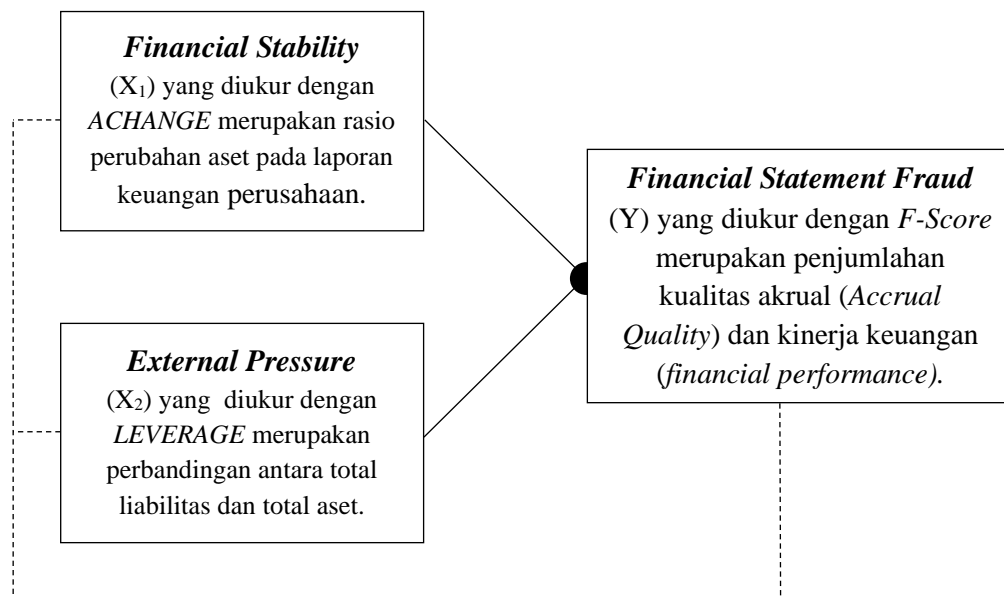 Financial Stability
(X₁) yang diukur dengan
ACHANGE merupakan rasio
perubahan aset pada laporan
keuangan perusahaan.
External Pressure
(X₂) yang diukur dengan
LEVERAGE merupakan
perbandingan antara total
liabilitas dan total aset.
Financial Statement Fraud
(Y) yang diukur dengan F-Score
merupakan penjumlahan
kualitas akrual (Accrual
Quality) dan kinerja keuangan
(financial performance).